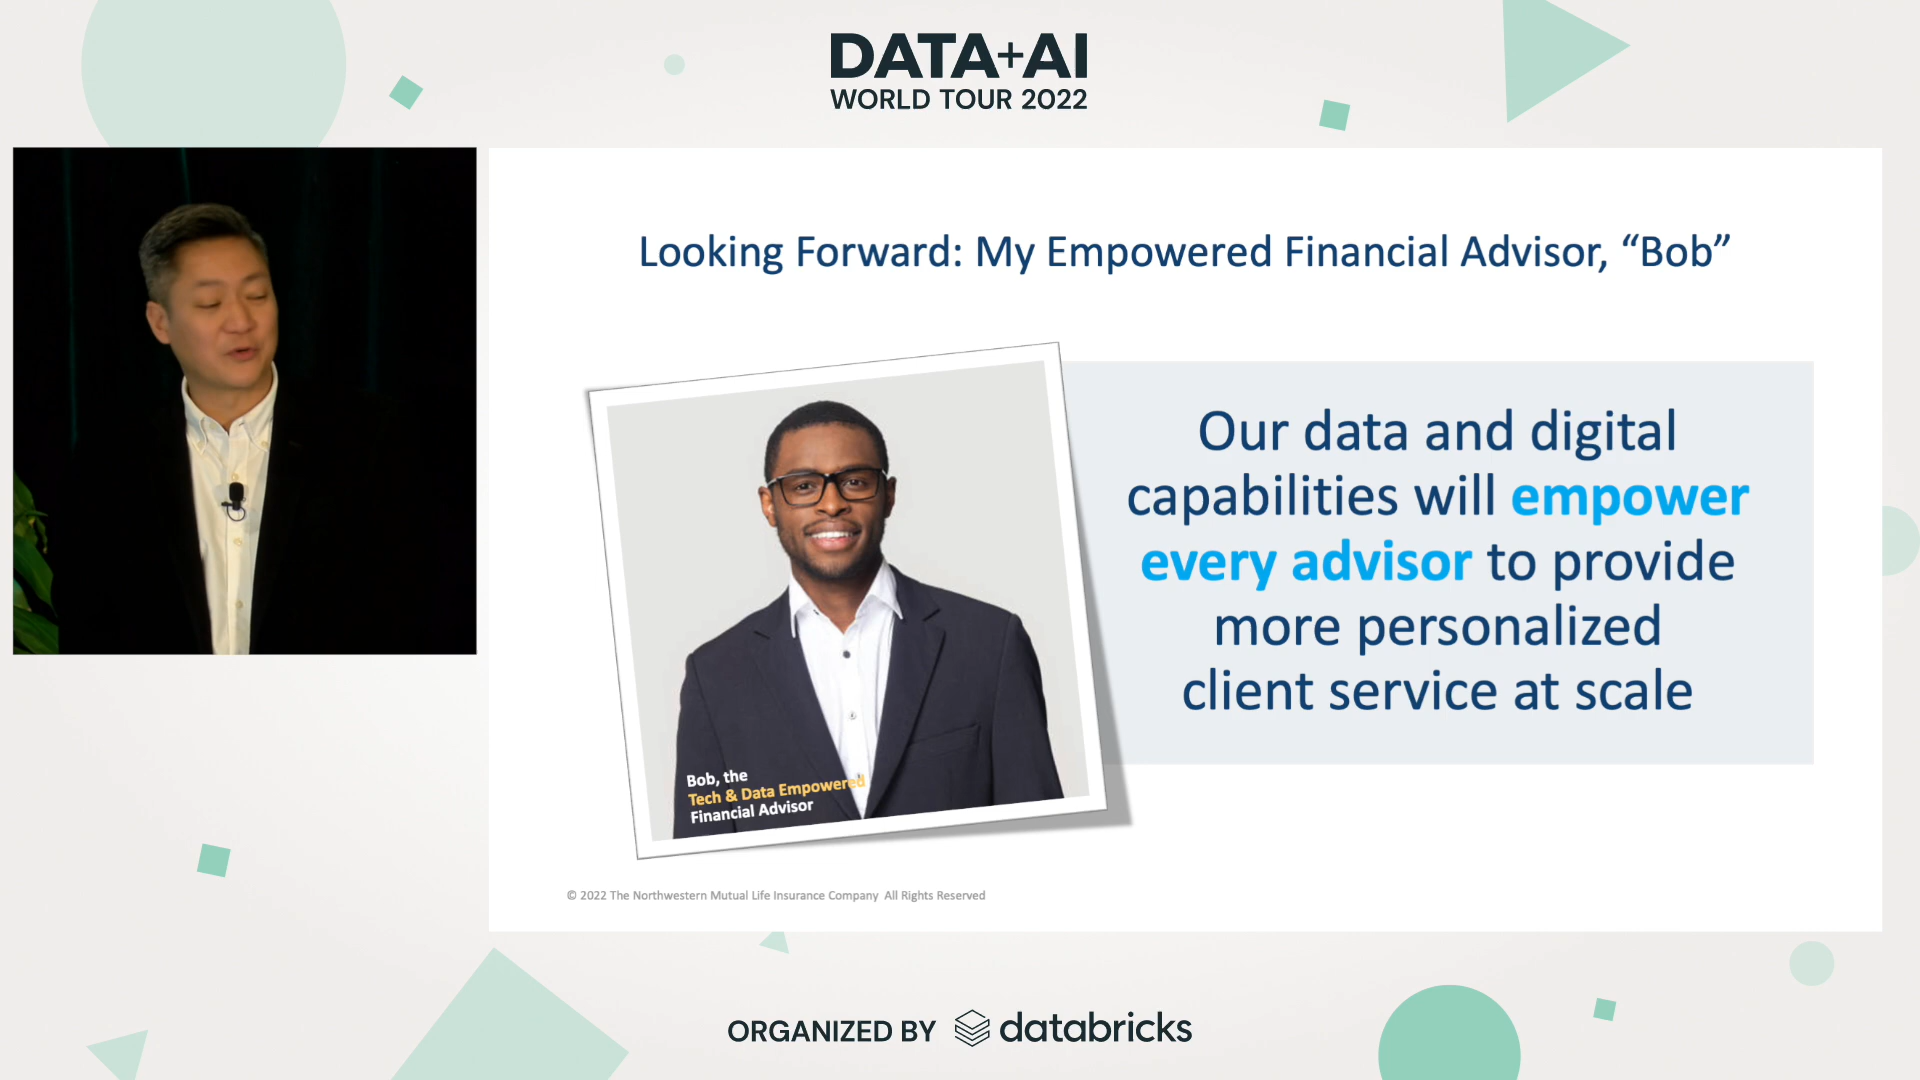 DATA+AI
WORLD TOUR 2022
Looking Forward: My Empowered Financial Advisor, “Bob”
Our data and digital
capabilities will empower
every advisor to provide
more personalized
client service at scale
Bob, the
Tech & Data Empowered
Financial Advisor
© 2022 The Northwestern Mutual Life Insurance Company All Rights Reserved
ORGANIZED BY databricks